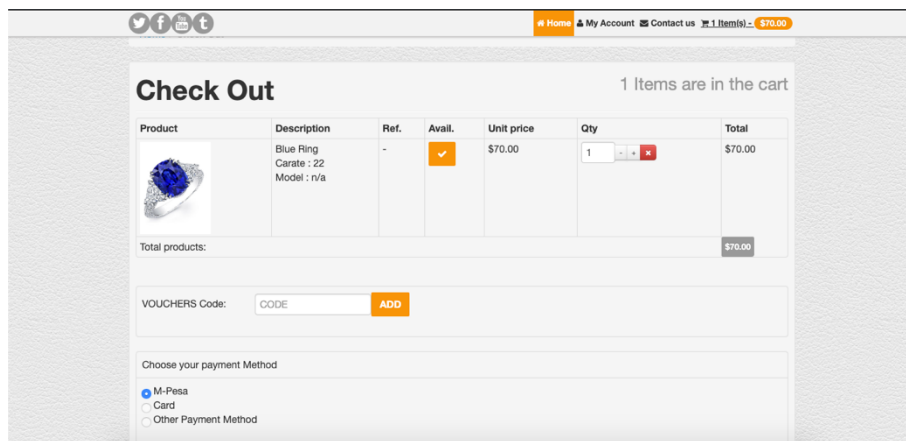 You Tube
Home My Account Contact us 1 Item(s) - $70.00
Check Out
1 Items are in the cart
Product Description Ref. Avail. Unit price Qty Total
Blue Ring - $70.00 1 - + × $70.00
Carate : 22
Model : n/a
Total products: $70.00
VOUCHERS Code: CODE ADD
Choose your payment Method
M-Pesa
Card
Other Payment Method